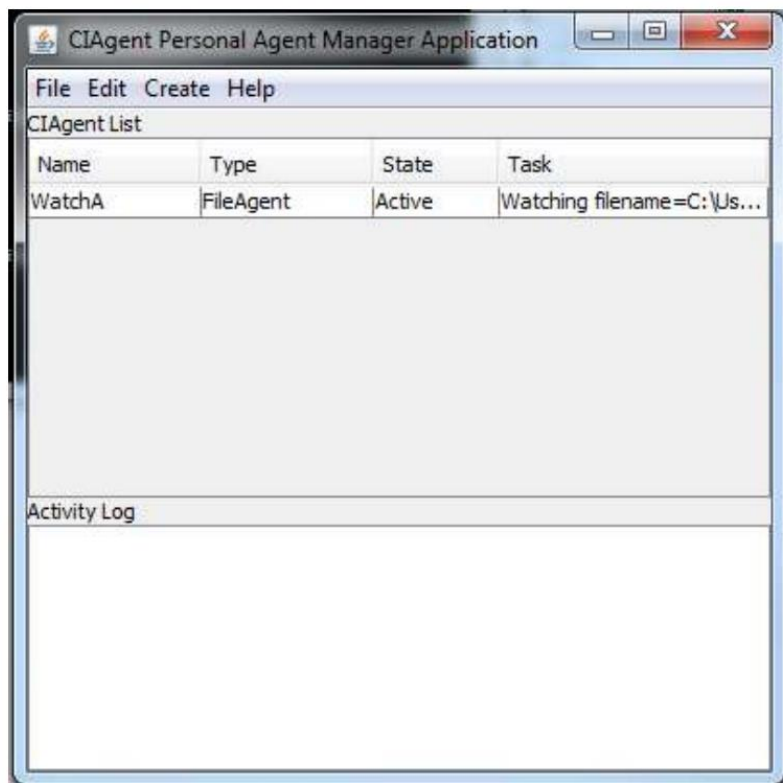 CIAgent Personal Agent Manager Application
File Edit Create Help
CIAgent List
Name Type State Task
WatchA FileAgent Active Watching filename=C:\Us...
Activity Log